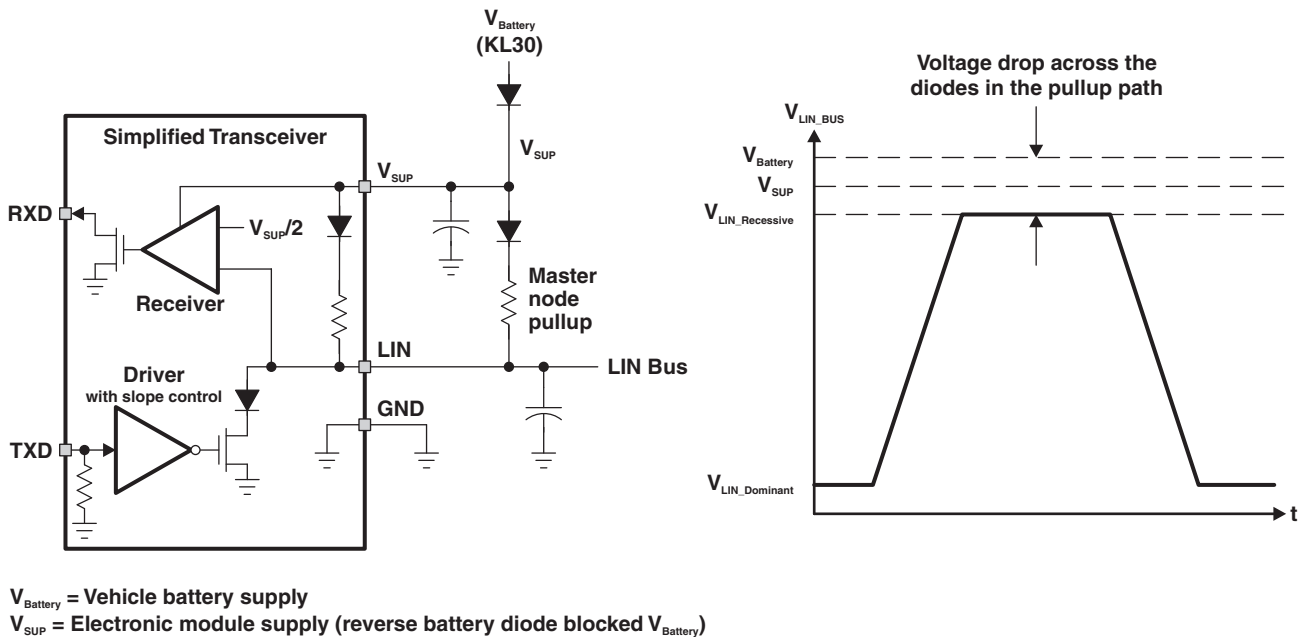 V_Battery
(KL30)
Simplified Transceiver
V_SUP
V_SUP
RXD
V_SUP/2
Receiver
Master
node
pullup
LIN
LIN Bus
Driver
with slope control
GND
TXD
Voltage drop across the
diodes in the pullup path
V_LIN_BUS
V_Battery
V_SUP
V_LIN_Recessive
V_LIN_Dominant
t
V_Battery = Vehicle battery supply
V_SUP = Electronic module supply (reverse battery diode blocked V_Battery)